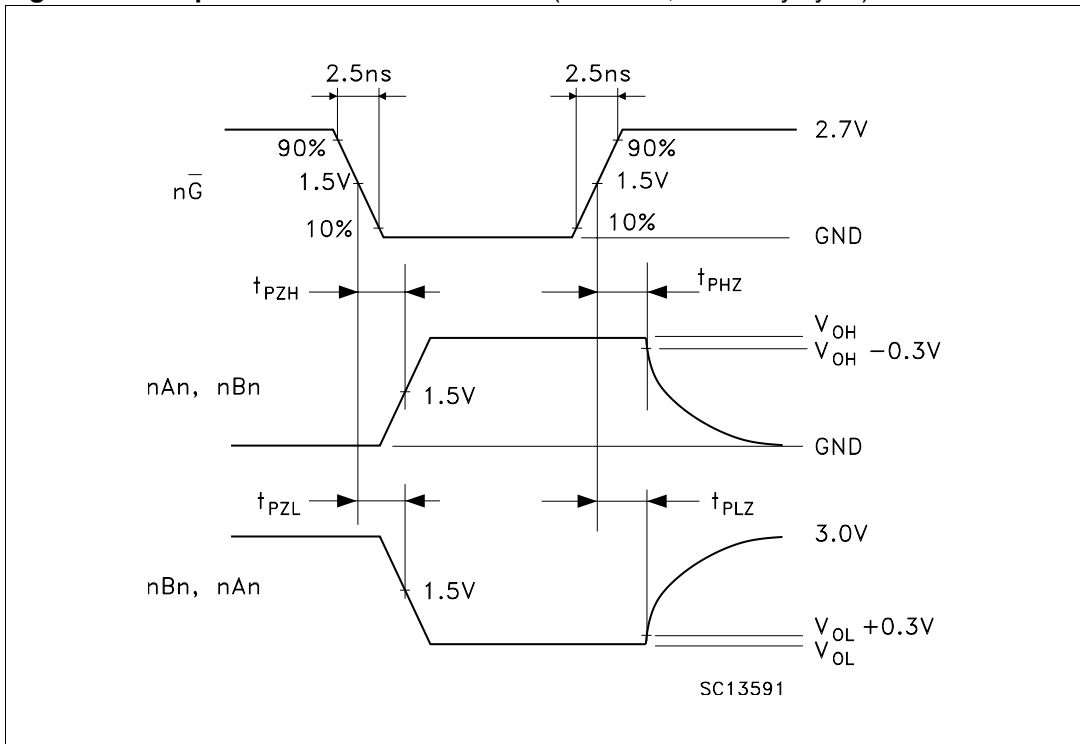 2.5ns 2.5ns
2.7V
90% 90%
nG̅ 1.5V 1.5V
10% 10%
GND
tPZH tPHZ
VOH
VOH −0.3V
nAn, nBn 1.5V
GND
tPZL tPLZ
3.0V
nBn, nAn 1.5V
VOL +0.3V
VOL
SC13591